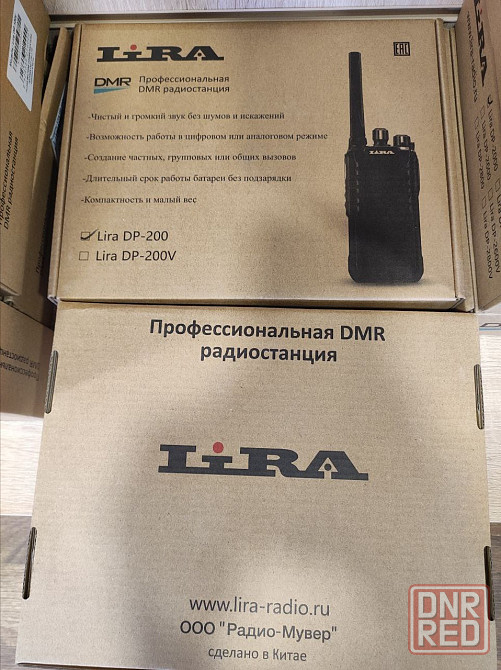 LiRA
EAC
DMR
Профессиональная
DMR радиостанция
-Чистый и громкий звук без шумов и искажений
-Возможность работы в цифровом или аналоговом режиме
-Создание частных, групповых или общих вызовов
-Длительный срок работы батареи без подзарядки
-Компактность и малый вес
LiRA
Lira DP-200
Lira DP-200V
Профессиональная DMR
радиостанция
LiRA
www.lira-radio.ru
ООО "Радио-Мувер"
сделано в Китае
DNR
RED